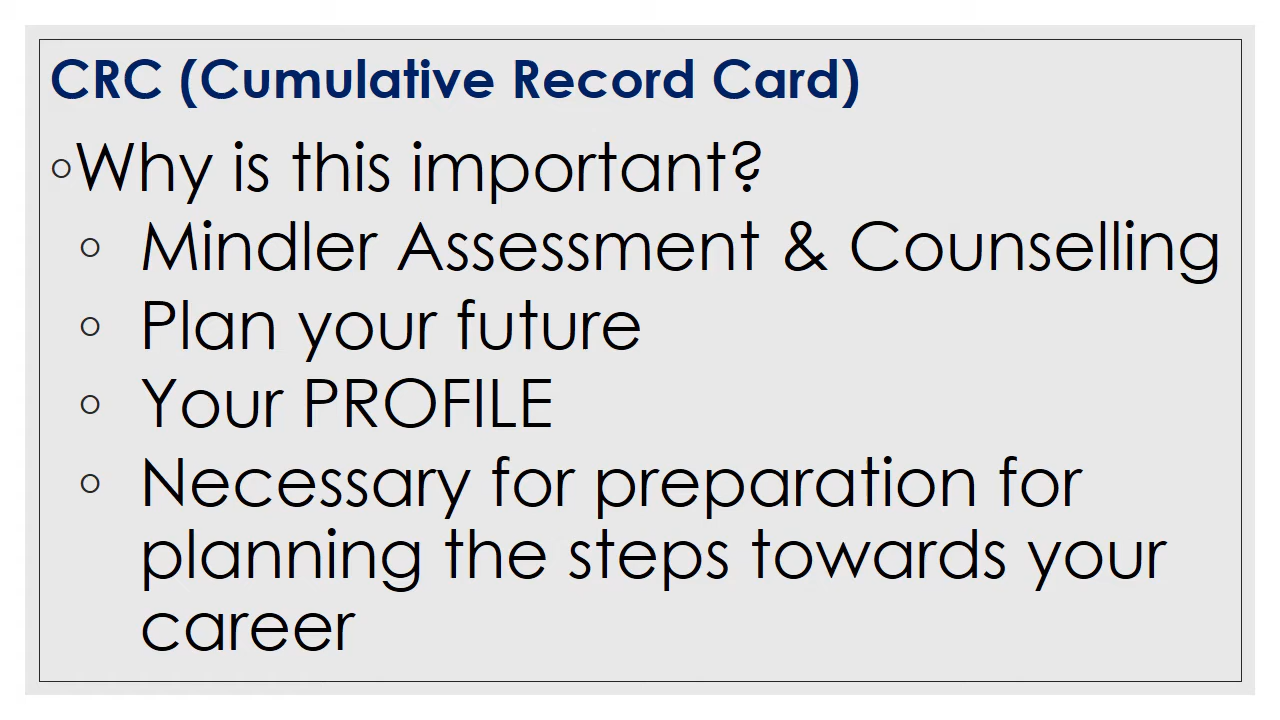 CRC (Cumulative Record Card)
◦Why is this important?
◦ Mindler Assessment & Counselling
◦ Plan your future
◦ Your PROFILE
◦ Necessary for preparation for
planning the steps towards your
career